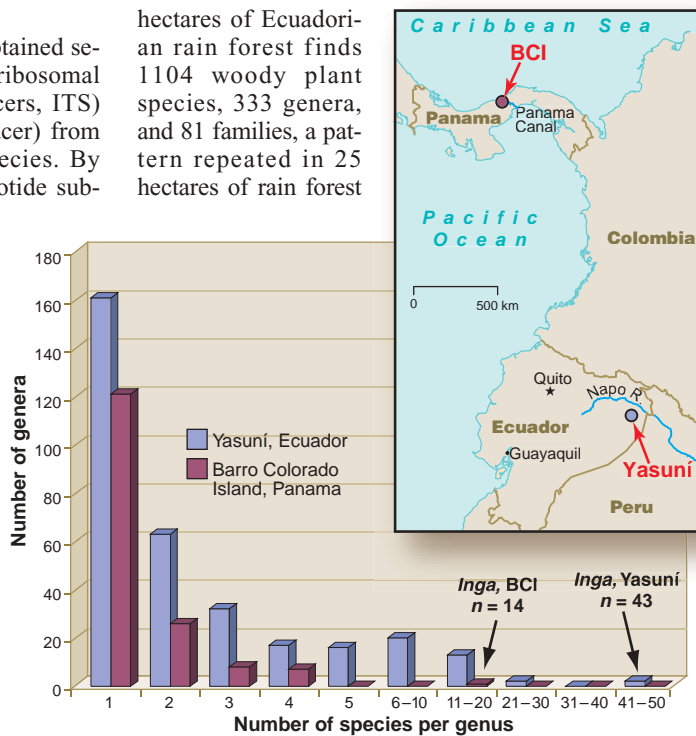 otained se-
ribosomal
cers, ITS)
acer) from
ecies. By
otide sub-
hectares of Ecuadori-
an rain forest finds
1104 woody plant
species, 333 genera,
and 81 families, a pat-
tern repeated in 25
hectares of rain forest
Caribbean Sea
BCI
Panama
Panama
Canal
Pacific
Ocean
Colombia
0 500 km
Quito
Napo R.
Ecuador
Guayaquil
Yasuní
Peru
180
160
140
120
100
80
60
40
20
0
Number of genera
Yasuní, Ecuador
Barro Colorado
Island, Panama
Inga, BCI
n = 14
Inga, Yasuní
n = 43
1 2 3 4 5 6–10 11–20 21–30 31–40 41–50
Number of species per genus